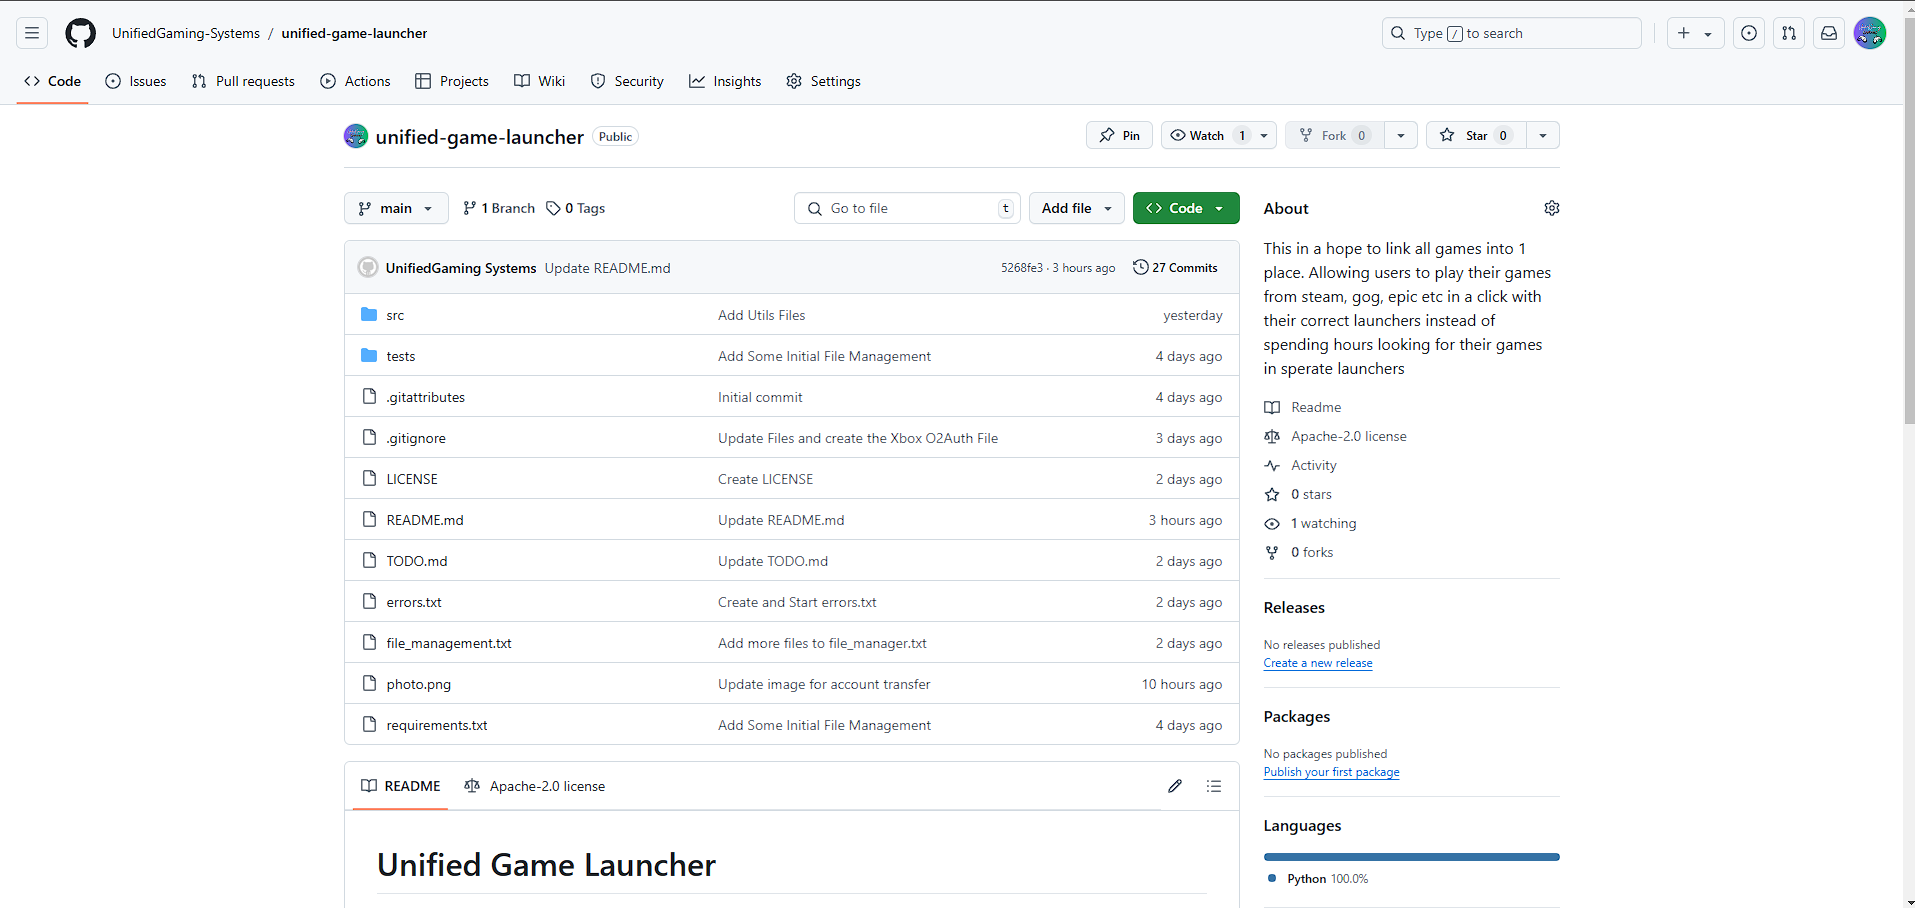 UnifiedGaming-Systems / unified-game-launcher
Type / to search
Code Issues Pull requests Actions Projects Wiki Security Insights Settings
unified-game-launcher Public
Pin Watch 1 Fork 0 Star 0
main 1 Branch 0 Tags Go to file t Add file Code
UnifiedGaming Systems Update README.md 5268fe3 · 3 hours ago 27 Commits
src Add Utils Files yesterday
tests Add Some Initial File Management 4 days ago
.gitattributes Initial commit 4 days ago
.gitignore Update Files and create the Xbox O2Auth File 3 days ago
LICENSE Create LICENSE 2 days ago
README.md Update README.md 3 hours ago
TODO.md Update TODO.md 2 days ago
errors.txt Create and Start errors.txt 2 days ago
file_management.txt Add more files to file_manager.txt 2 days ago
photo.png Update image for account transfer 10 hours ago
requirements.txt Add Some Initial File Management 4 days ago
README Apache-2.0 license
Unified Game Launcher
About
This in a hope to link all games into 1
place. Allowing users to play their games
from steam, gog, epic etc in a click with
their correct launchers instead of
spending hours looking for their games
in sperate launchers
Readme
Apache-2.0 license
Activity
0 stars
1 watching
0 forks
Releases
No releases published
Create a new release
Packages
No packages published
Publish your first package
Languages
Python 100.0%